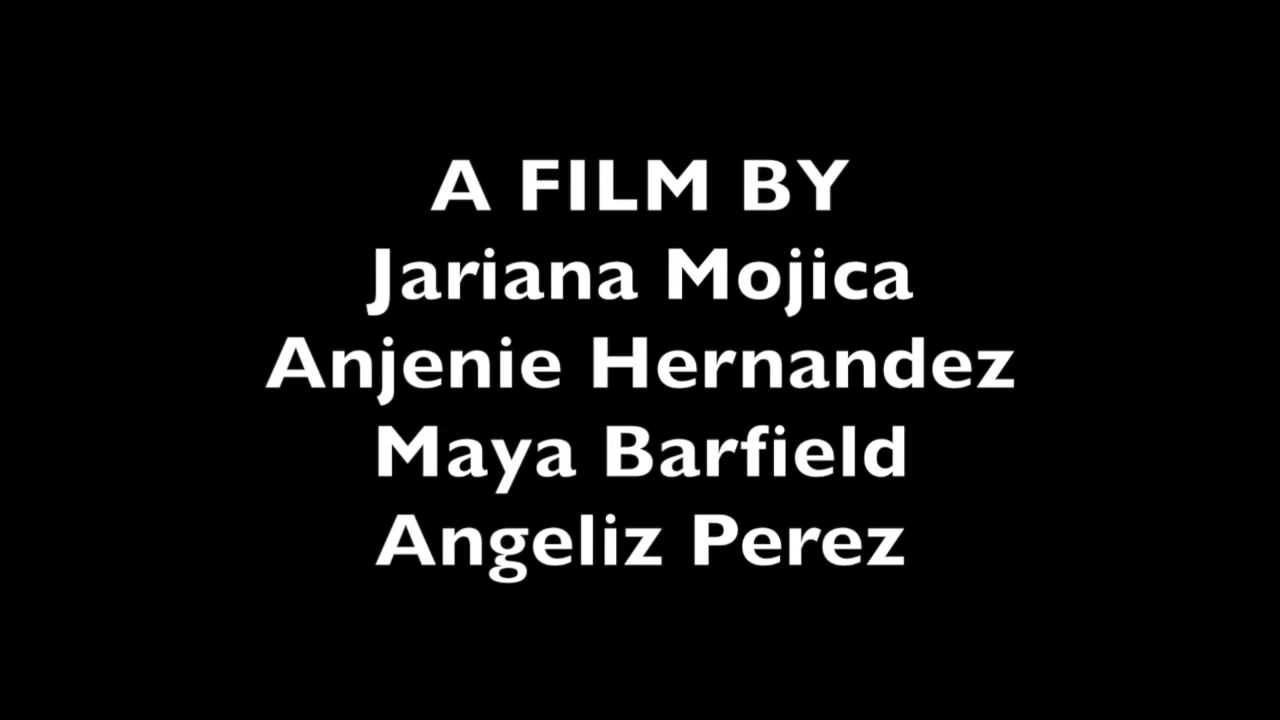 A FILM BY
Jariana Mojica
Anjenie Hernandez
Maya Barfield
Angeliz Perez